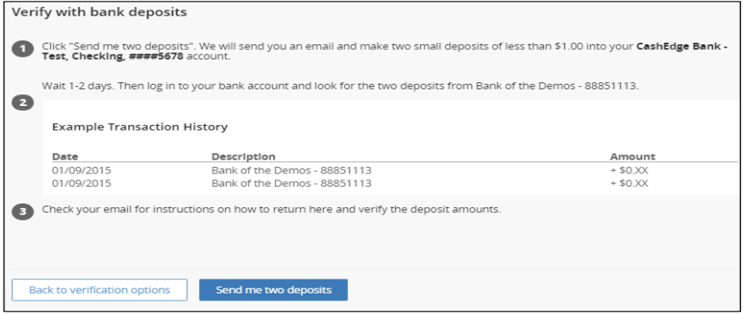 Verify with bank deposits
1 Click "Send me two deposits". We will send you an email and make two small deposits of less than $1.00 into your CashEdge Bank -
Test, Checking, ####5678 account.
Wait 1-2 days. Then log in to your bank account and look for the two deposits from Bank of the Demos - 88851113.
2
Example Transaction History
Date Description Amount
01/09/2015 Bank of the Demos - 88851113 + $0.XX
01/09/2015 Bank of the Demos - 88851113 + $0.XX
3 Check your email for instructions on how to return here and verify the deposit amounts.
Back to verification options Send me two deposits